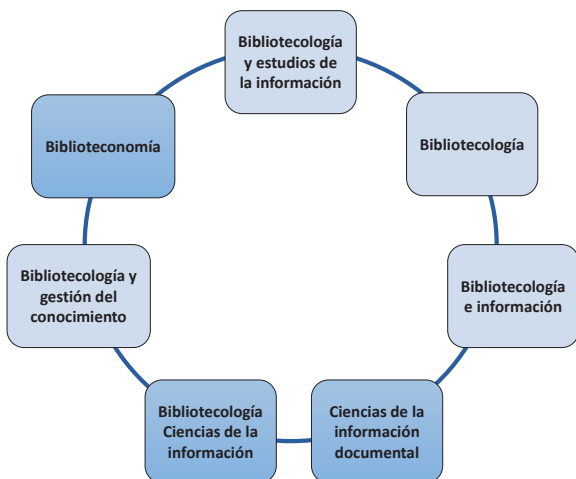 Bibliotecología
y estudios de
la información
Bibliotecología
Bibliotecología
e información
Ciencias de la
información
documental
Bibliotecología
Ciencias de la
información
Bibliotecología y
gestión del
conocimiento
Biblioteconomía